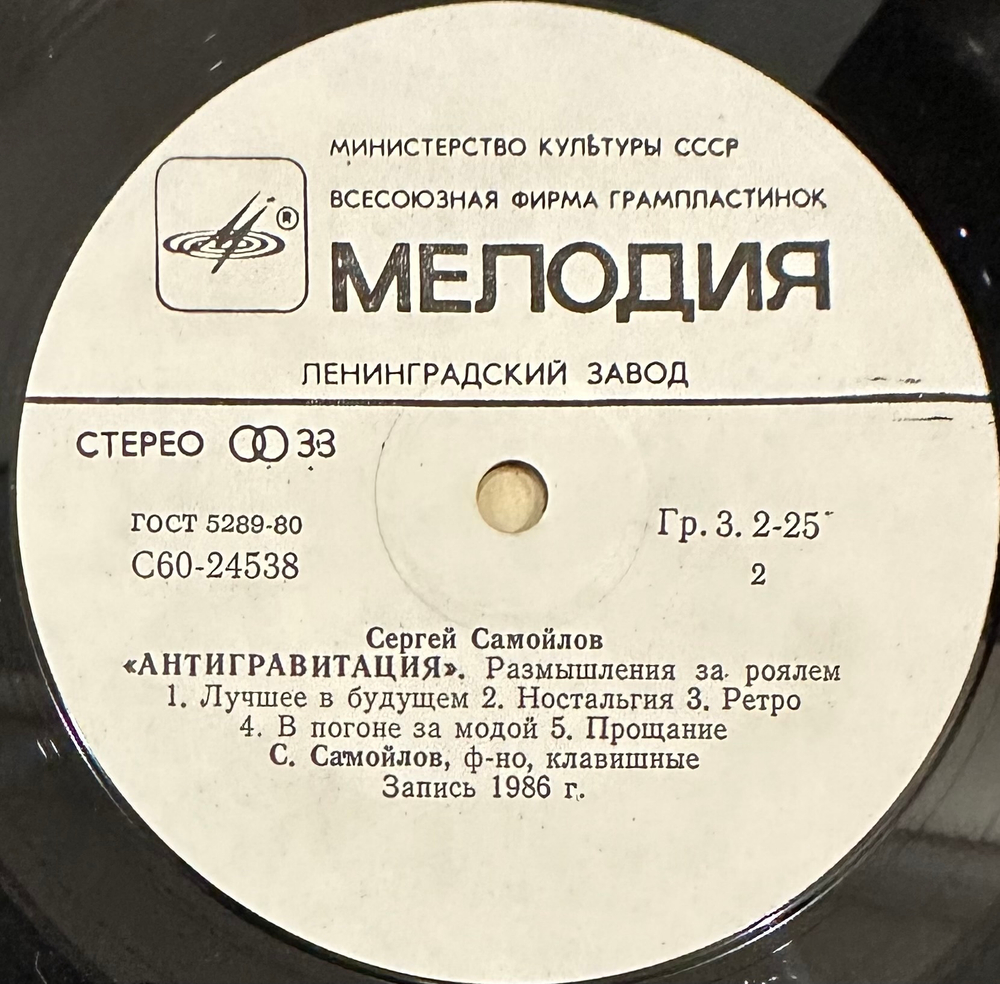 МИНИСТЕРСТВО КУЛЬТУРЫ СССР
ВСЕСОЮЗНАЯ ФИРМА ГРАМПЛАСТИНОК
®
МЕЛОДИЯ
ЛЕНИНГРАДСКИЙ ЗАВОД
СТЕРЕО 33
ГОСТ 5289-80
С60-24538
Гр. 3. 2-25
2
Сергей Самойлов
«АНТИГРАВИТАЦИЯ». Размышления за роялем
1. Лучшее в будущем 2. Ностальгия 3. Ретро
4. В погоне за модой 5. Прощание
С. Самойлов, ф-но, клавишные
Запись 1986 г.